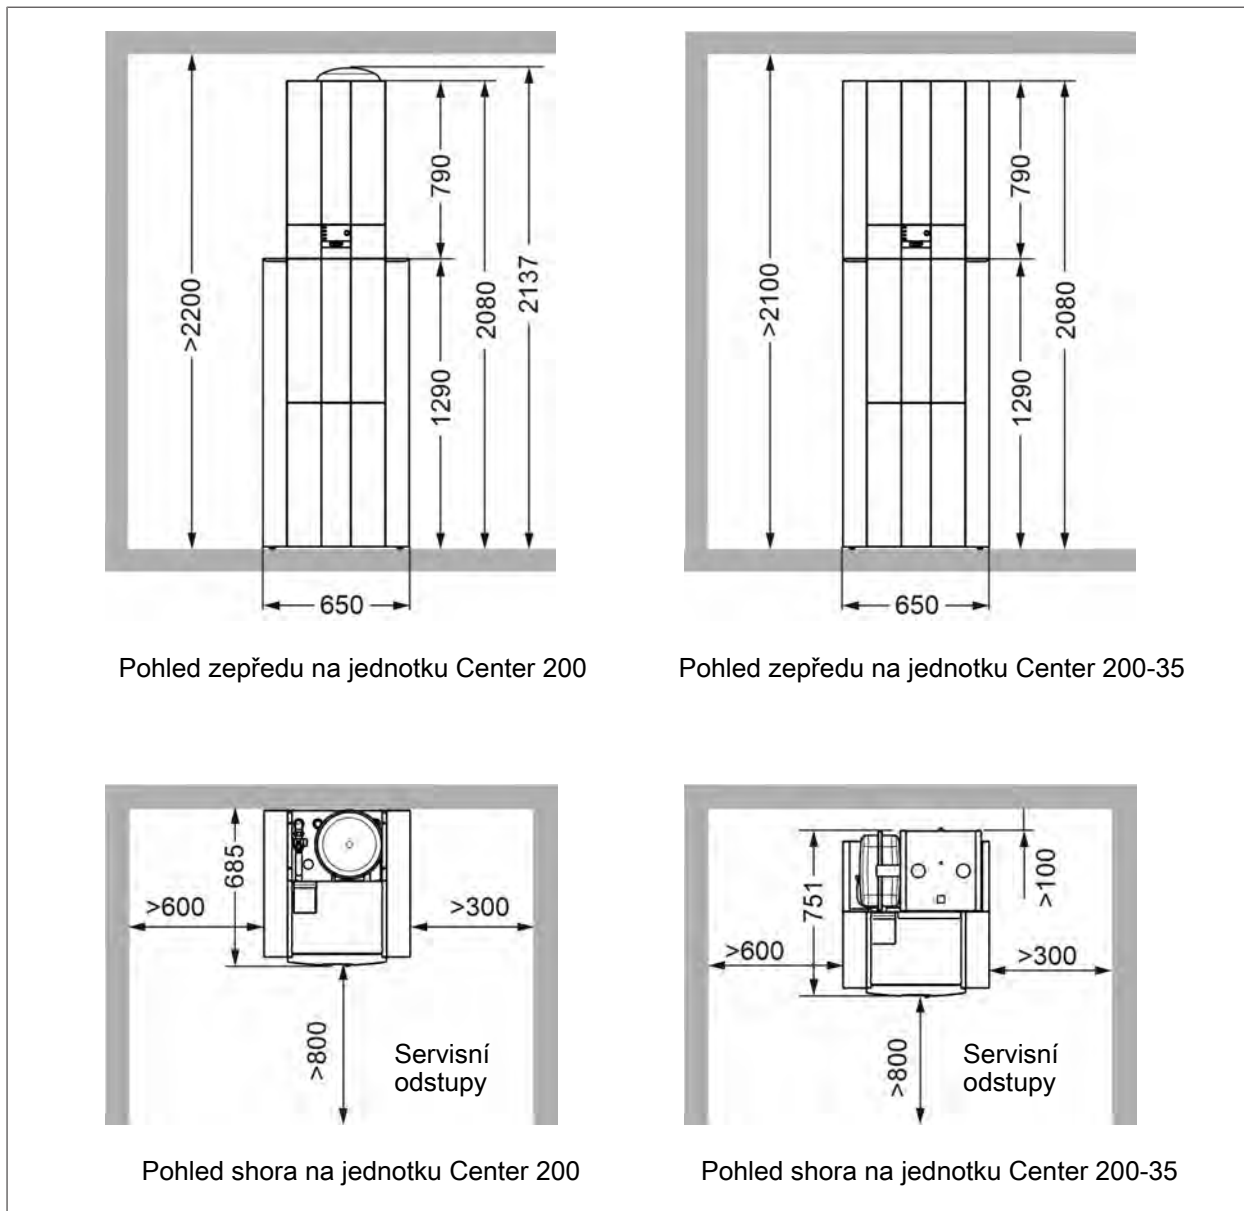 >2200
790
1290
2080
2137
650
Pohled zepředu na jednotku Center 200
>2100
790
1290
2080
650
Pohled zepředu na jednotku Center 200-35
685
>600
>300
>800
Servisní
odstupy
Pohled shora na jednotku Center 200
751
>100
>600
>300
>800
Servisní
odstupy
Pohled shora na jednotku Center 200-35